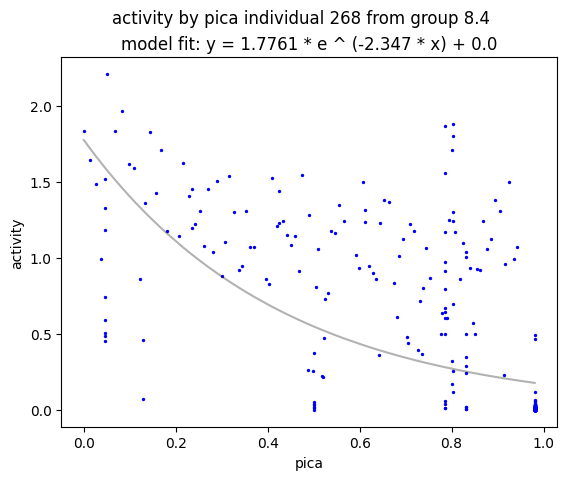 activity by pica individual 268 from group 8.4
model fit: y = 1.7761 * e ^ (-2.347 * x) + 0.0
activity
2.0
1.5
1.0
0.5
0.0
0.0
0.2
0.4
0.6
0.8
1.0
pica